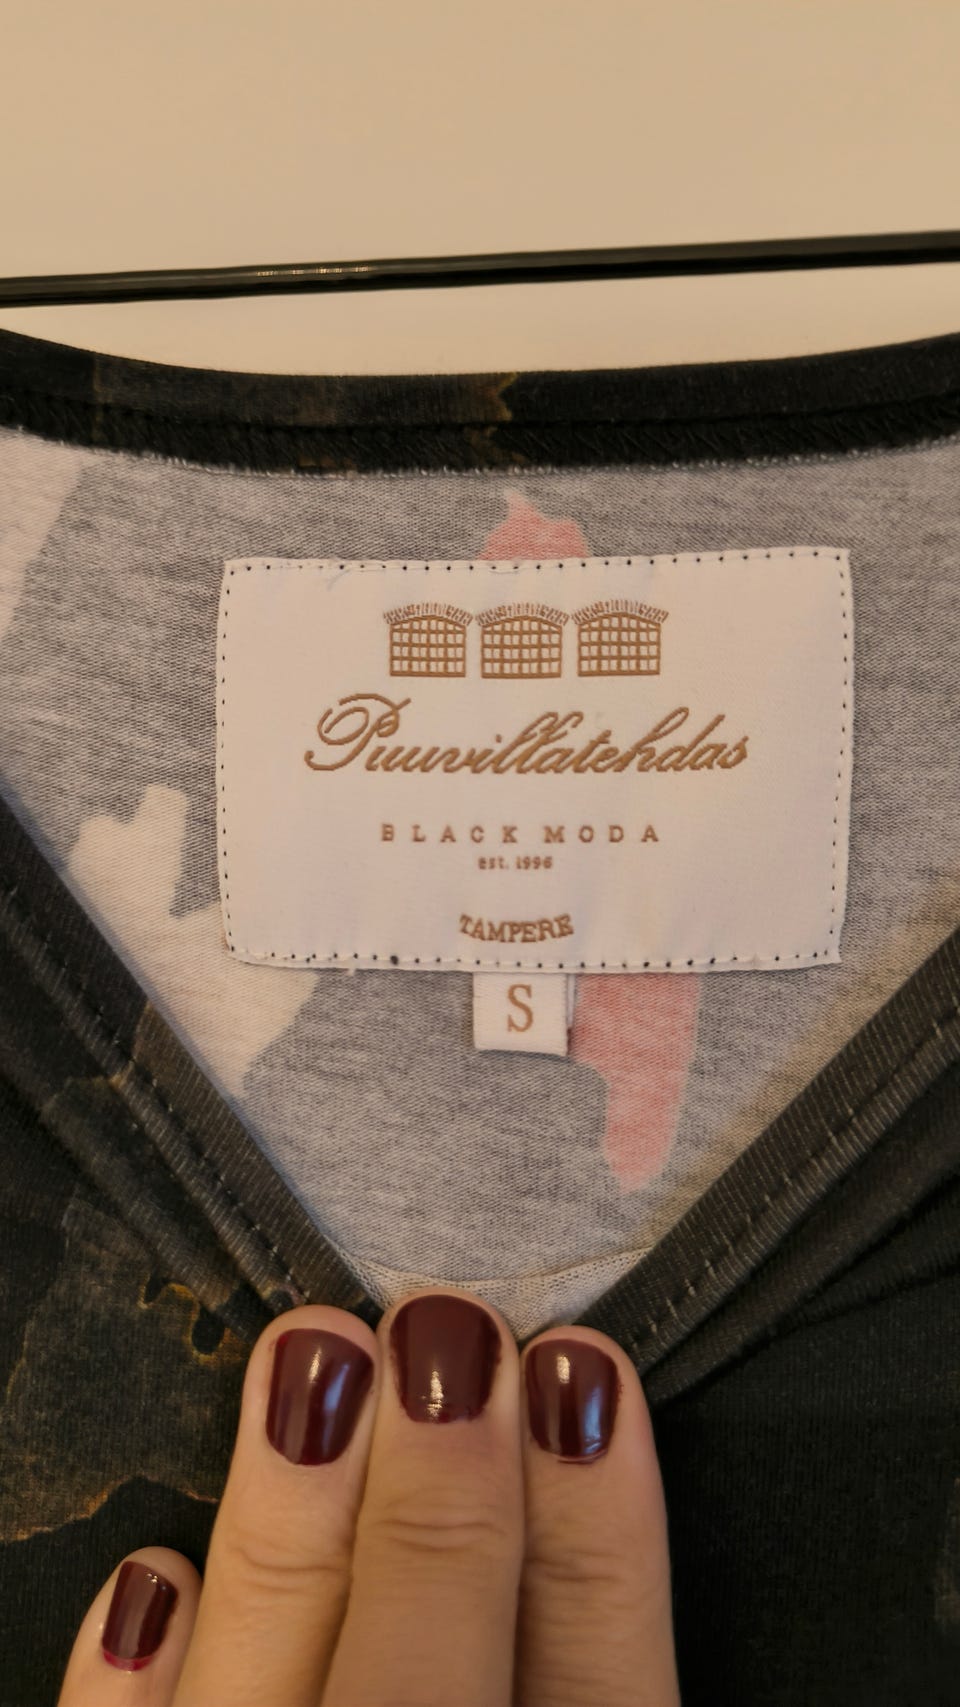 Puuvillatehdas
BLACK MODA
est. 1996
TAMPERE
S